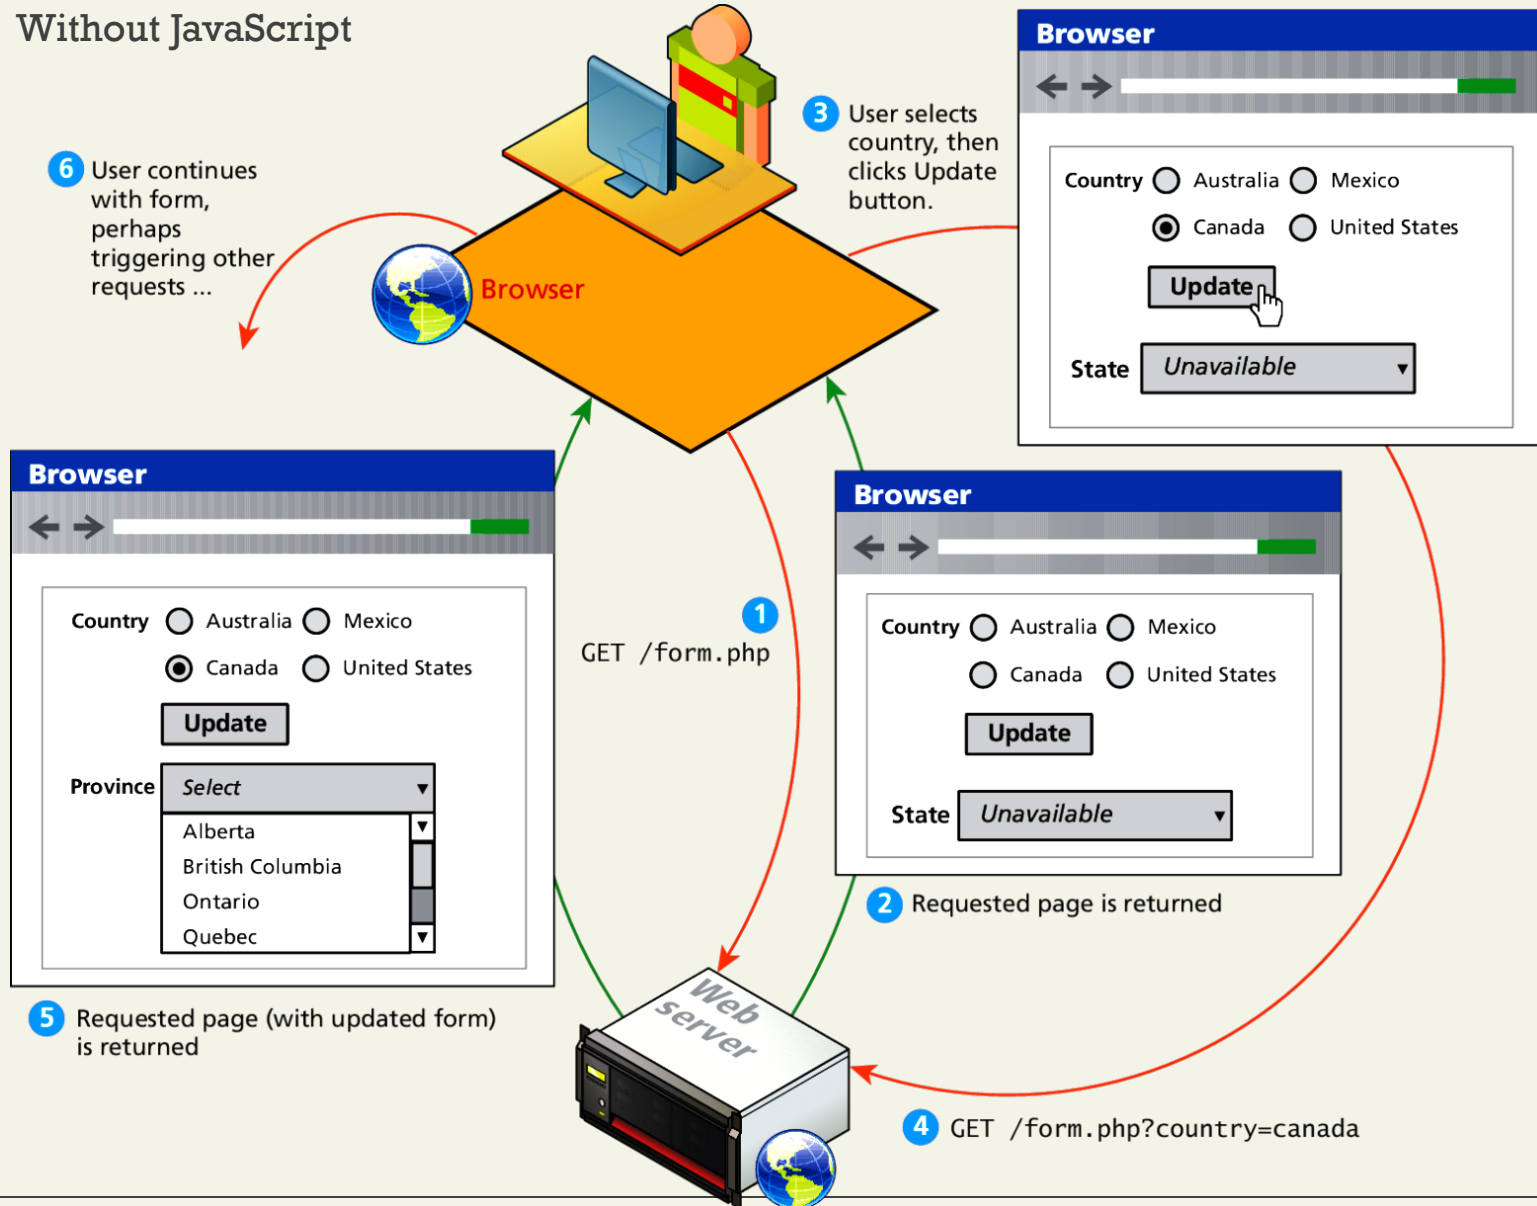 Without JavaScript
6 User continues
with form,
perhaps
triggering other
requests ...
Browser
3 User selects
country, then
clicks Update
button.
Browser
Country Australia Mexico
Canada United States
Update
State Unavailable
1
GET /form.php
Browser
Country Australia Mexico
Canada United States
Update
State Unavailable
2 Requested page is returned
4 GET /form.php?country=canada
Browser
Country Australia Mexico
Canada United States
Update
Province Select
Alberta
British Columbia
Ontario
Quebec
5 Requested page (with updated form)
is returned
Web
server